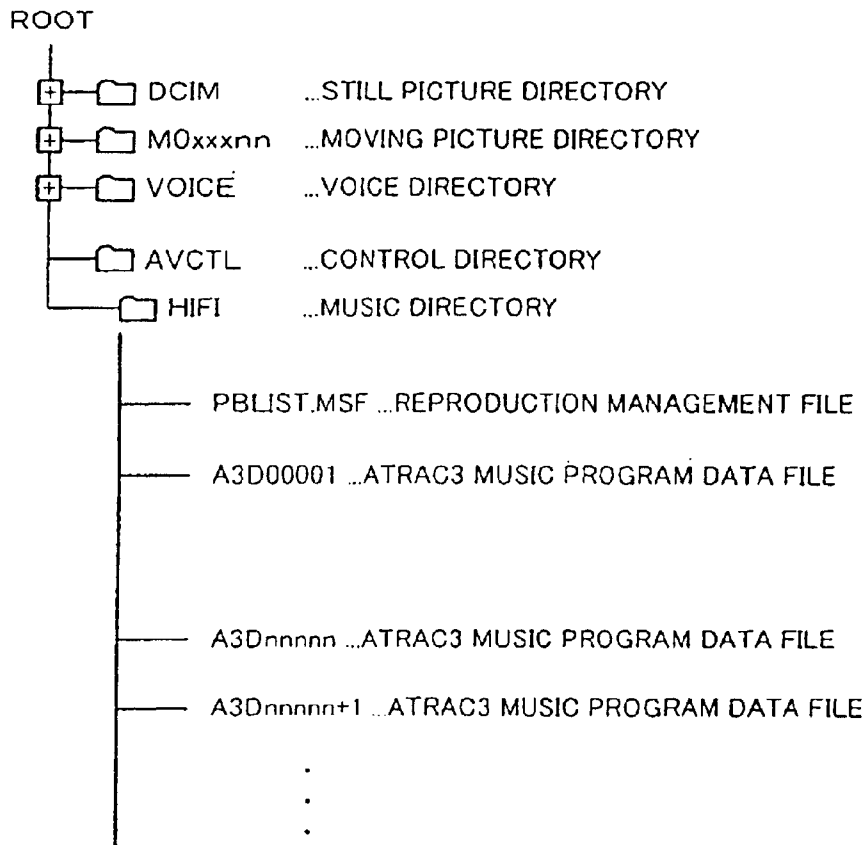 ROOT
DCIM ...STILL PICTURE DIRECTORY
MOxxxnn ...MOVING PICTURE DIRECTORY
VOICE ...VOICE DIRECTORY
AVCTL ...CONTROL DIRECTORY
HIFI ...MUSIC DIRECTORY
PBLIST.MSF ...REPRODUCTION MANAGEMENT FILE
A3D00001 ...ATRAC3 MUSIC PROGRAM DATA FILE
A3Dnnnnn ...ATRAC3 MUSIC PROGRAM DATA FILE
A3Dnnnnn+1 ...ATRAC3 MUSIC PROGRAM DATA FILE